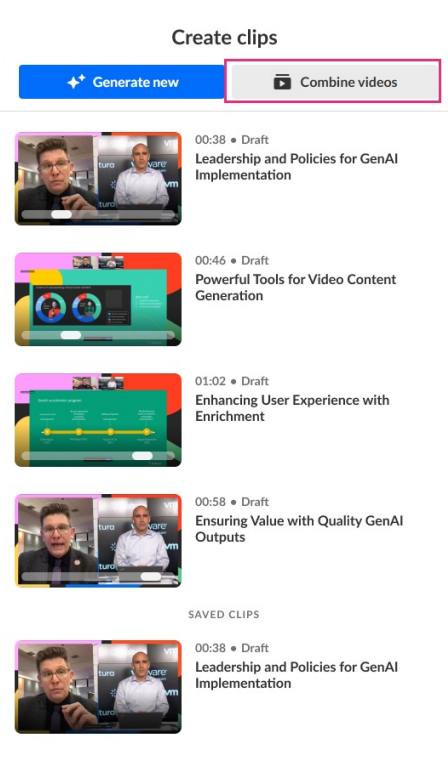 Create clips
Generate new
Combine videos
00:38 • Draft
Leadership and Policies for GenAI
Implementation
00:46 • Draft
Powerful Tools for Video Content
Generation
01:02 • Draft
Enhancing User Experience with
Enrichment
00:58 • Draft
Ensuring Value with Quality GenAI
Outputs
SAVED CLIPS
00:38 • Draft
Leadership and Policies for GenAI
Implementation